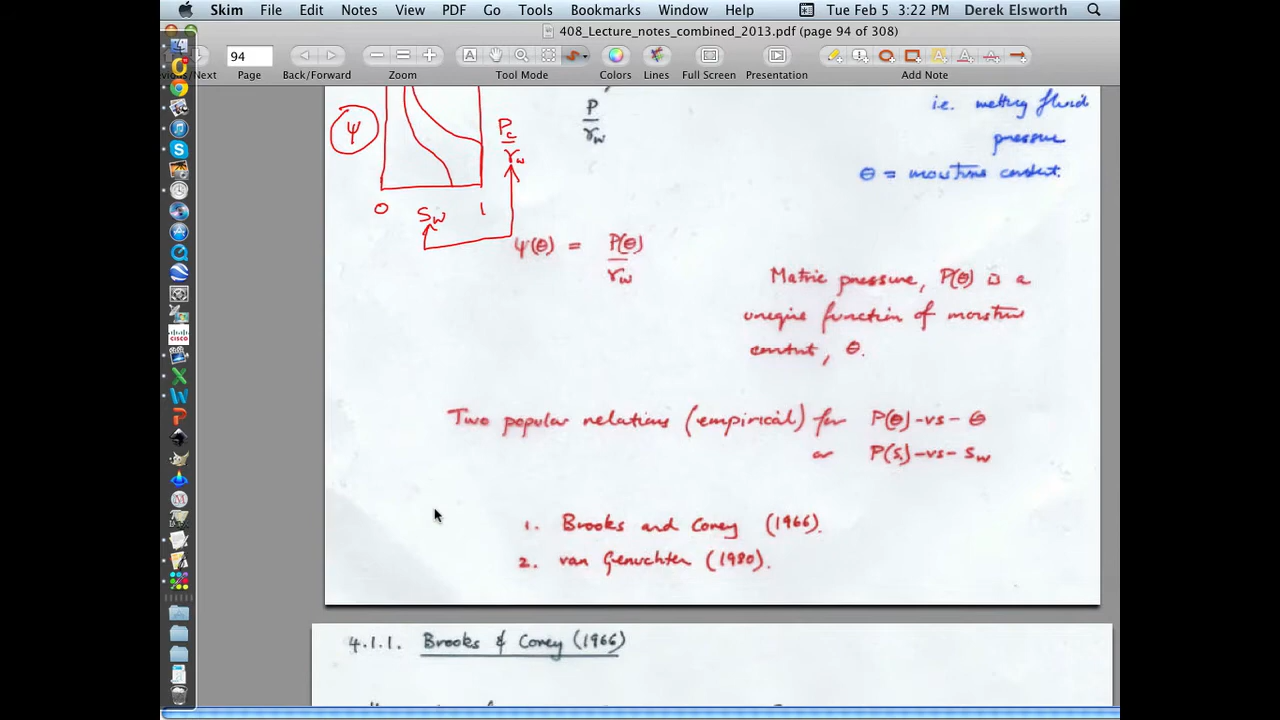 Skim File Edit Notes View PDF Go Tools Bookmarks Window Help Tue Feb 5 3:22 PM Derek Elsworth
408_Lecture_notes_combined_2013.pdf (page 94 of 308)
94
Previous/Next Page Back/Forward Zoom Tool Mode Colors Lines Full Screen Presentation Add Note
i.e. wetting fluid
pressure
θ = moisture content.
P
γw
ψ
Pc
γw
0 Sw 1
ψ(θ) = P(θ)
γw
Matric pressure, P(θ) is a
unique function of moisture
content, θ.
Two popular relations (empirical) for P(θ)-vs-θ
or P(S)-vs-Sw
1. Brooks and Corey (1966).
2. van Genuchten (1980).
4.1.1. Brooks & Corey (1966)
CISCO